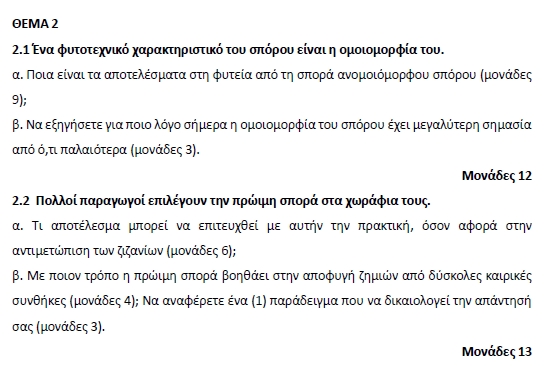 ΘΕΜΑ 2
2.1 Ένα φυτοτεχνικό χαρακτηριστικό του σπόρου είναι η ομοιομορφία του.
α. Ποια είναι τα αποτελέσματα στη φυτεία από τη σπορά ανομοιόμορφου σπόρου (μονάδες
9);
β. Να εξηγήσετε για ποιο λόγο σήμερα η ομοιομορφία του σπόρου έχει μεγαλύτερη σημασία
από ό,τι παλαιότερα (μονάδες 3).
Μονάδες 12
2.2 Πολλοί παραγωγοί επιλέγουν την πρώιμη σπορά στα χωράφια τους.
α. Τι αποτέλεσμα μπορεί να επιτευχθεί με αυτήν την πρακτική, όσον αφορά στην
αντιμετώπιση των ζιζανίων (μονάδες 6);
β. Με ποιον τρόπο η πρώιμη σπορά βοηθάει στην αποφυγή ζημιών από δύσκολες καιρικές
συνθήκες (μονάδες 4); Να αναφέρετε ένα (1) παράδειγμα που να δικαιολογεί την απάντησή
σας (μονάδες 3).
Μονάδες 13